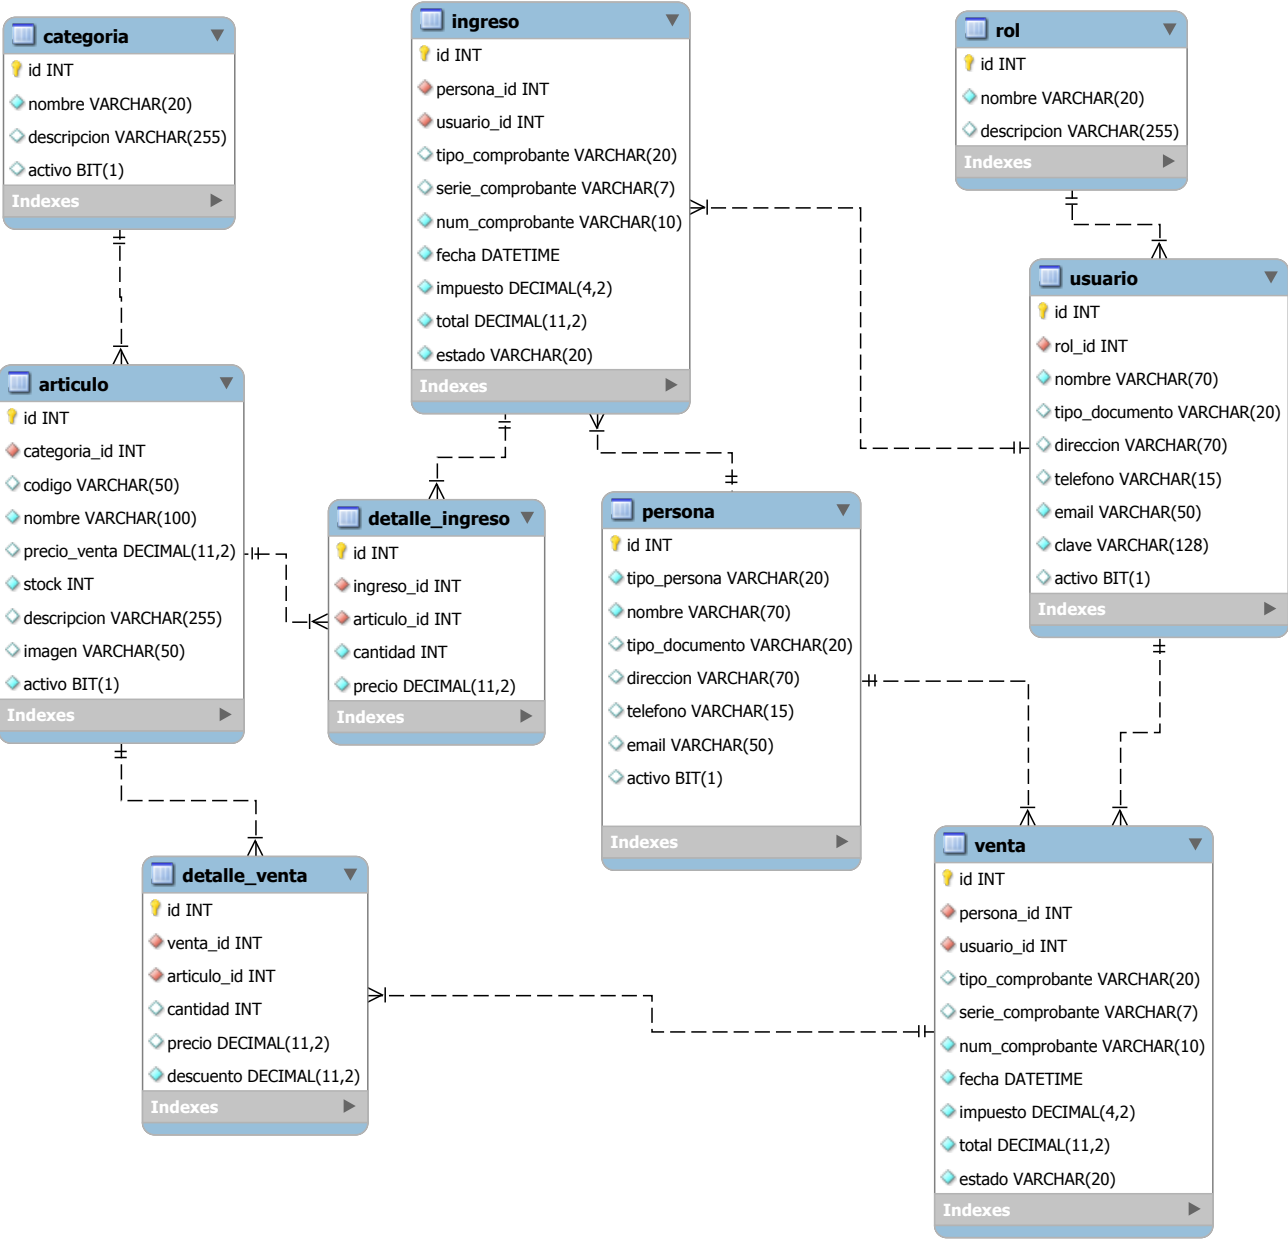 categoria
id INT
nombre VARCHAR(20)
descripcion VARCHAR(255)
activo BIT(1)
Indexes
ingreso
id INT
persona_id INT
usuario_id INT
tipo_comprobante VARCHAR(20)
serie_comprobante VARCHAR(7)
num_comprobante VARCHAR(10)
fecha DATETIME
impuesto DECIMAL(4,2)
total DECIMAL(11,2)
estado VARCHAR(20)
Indexes
rol
id INT
nombre VARCHAR(20)
descripcion VARCHAR(255)
Indexes
usuario
id INT
rol_id INT
nombre VARCHAR(70)
tipo_documento VARCHAR(20)
direccion VARCHAR(70)
telefono VARCHAR(15)
email VARCHAR(50)
clave VARCHAR(128)
activo BIT(1)
Indexes
articulo
id INT
categoria_id INT
codigo VARCHAR(50)
nombre VARCHAR(100)
precio_venta DECIMAL(11,2)
stock INT
descripcion VARCHAR(255)
imagen VARCHAR(50)
activo BIT(1)
Indexes
detalle_ingreso
id INT
ingreso_id INT
articulo_id INT
cantidad INT
precio DECIMAL(11,2)
Indexes
persona
id INT
tipo_persona VARCHAR(20)
nombre VARCHAR(70)
tipo_documento VARCHAR(20)
direccion VARCHAR(70)
telefono VARCHAR(15)
email VARCHAR(50)
activo BIT(1)
Indexes
detalle_venta
id INT
venta_id INT
articulo_id INT
cantidad INT
precio DECIMAL(11,2)
descuento DECIMAL(11,2)
Indexes
venta
id INT
persona_id INT
usuario_id INT
tipo_comprobante VARCHAR(20)
serie_comprobante VARCHAR(7)
num_comprobante VARCHAR(10)
fecha DATETIME
impuesto DECIMAL(4,2)
total DECIMAL(11,2)
estado VARCHAR(20)
Indexes